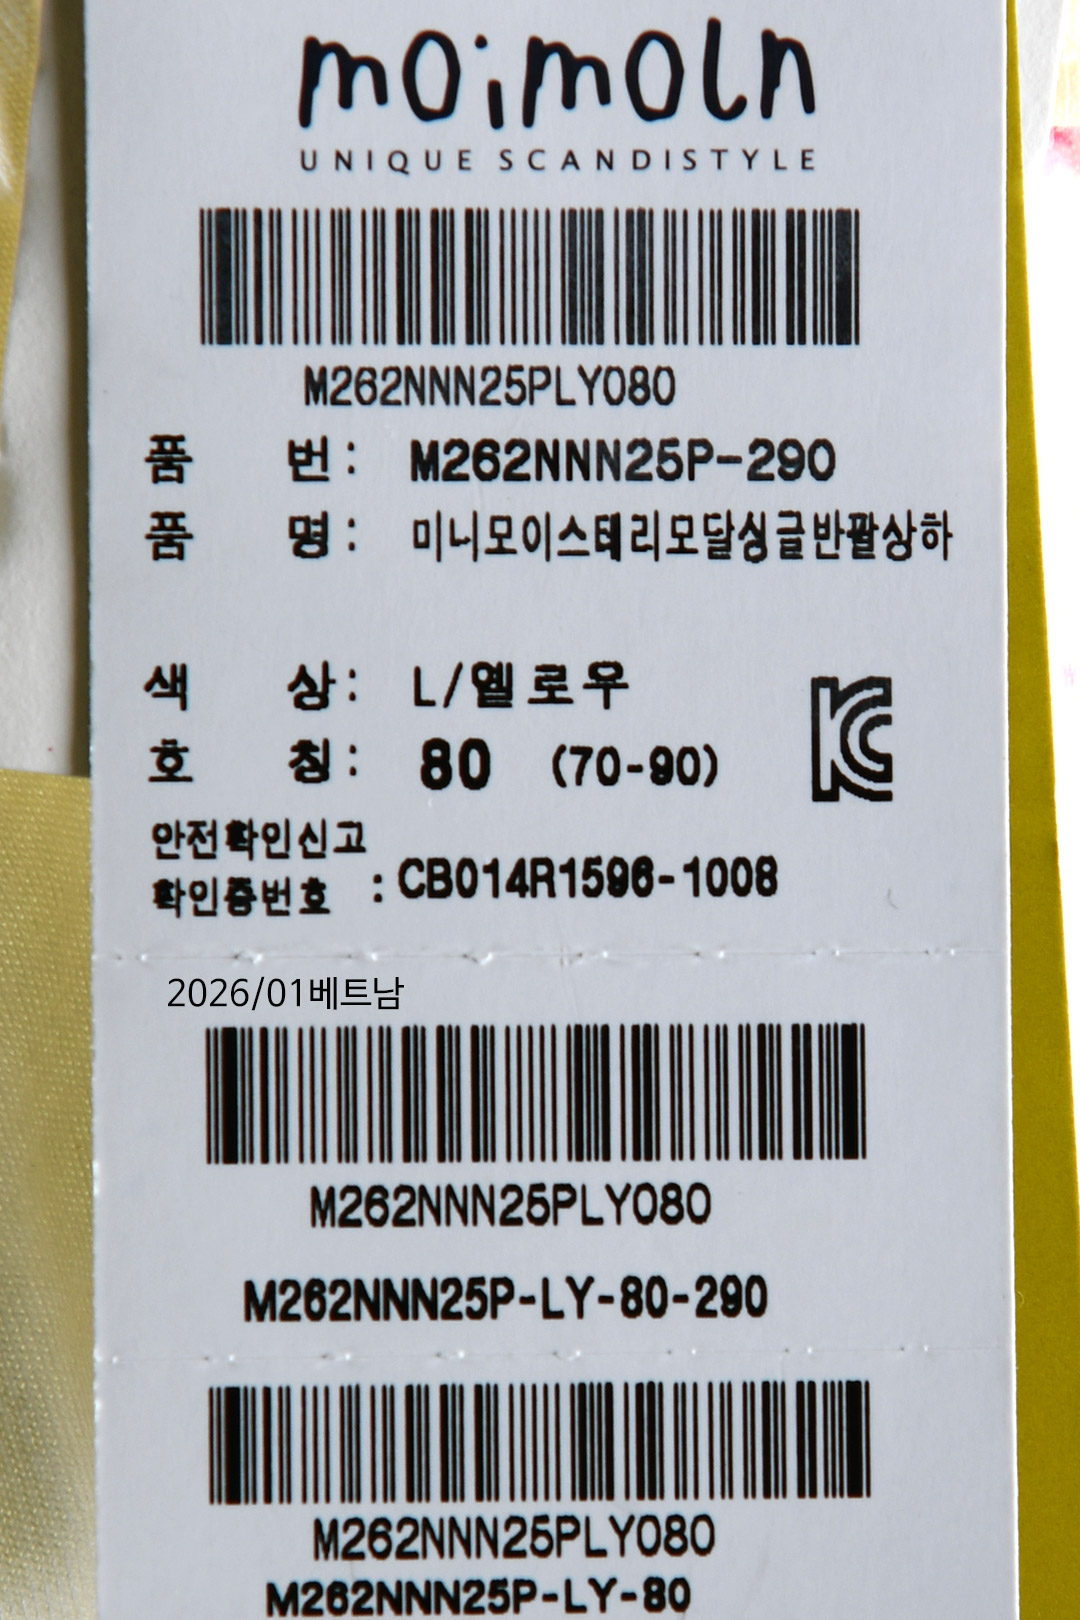 moimoln
UNIQUE SCANDISTYLE
M262NNN25PLY080
품 번 : M262NNN25P-290
품 명 : 미니모이스테리모달싱글반팔상하
색 상 : L/옐로우
호 칭 : 80 (70-90)
안전확인신고
확인증번호 : CB014R1596-1008
2026/01베트남
M262NNN25PLY080
M262NNN25P-LY-80-290
M262NNN25PLY080
M262NNN25P-LY-80